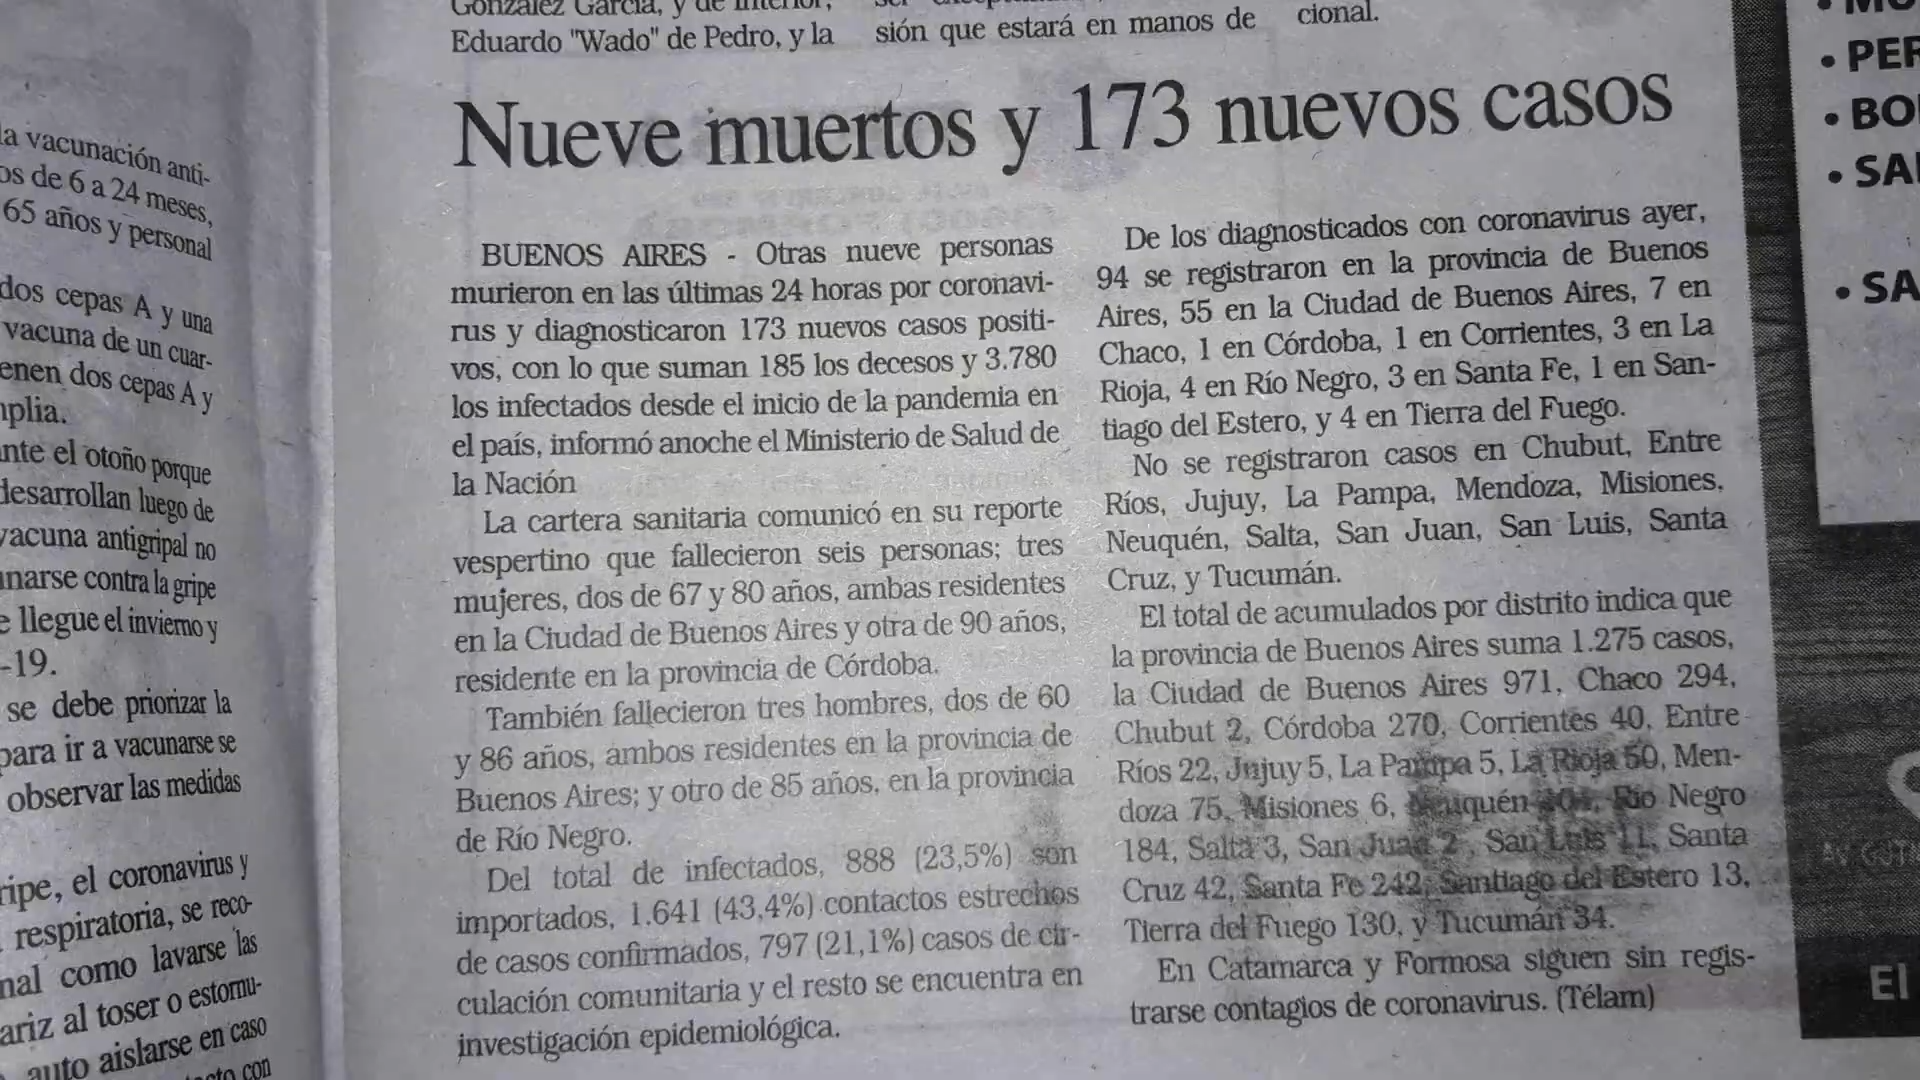 la vacunación anti-
os de 6 a 24 meses,
65 años y personal
dos cepas A y una
vacuna de un cuar-
enen dos cepas A y
mplia.
nte el otoño porque
desarrollan luego de
vacuna antigripal no
narse contra la gripe
e llegue el invierno y
-19.
se debe priorizar la
para ir a vacunarse se
observar las medidas
ripe, el coronavirus y
respiratoria, se reco-
nal como lavarse las
ariz al toser o estornu-
auto aislarse en caso
con
González García, y de Interior,
Eduardo "Wado" de Pedro, y la
sión que estará en manos de
cional.
Nueve muertos y 173 nuevos casos
BUENOS AIRES - Otras nueve personas
murieron en las últimas 24 horas por coronavi-
rus y diagnosticaron 173 nuevos casos positi-
vos, con lo que suman 185 los decesos y 3.780
los infectados desde el inicio de la pandemia en
el país, informó anoche el Ministerio de Salud de
la Nación
La cartera sanitaria comunicó en su reporte
vespertino que fallecieron seis personas; tres
mujeres, dos de 67 y 80 años, ambas residentes
en la Ciudad de Buenos Aires y otra de 90 años,
residente en la provincia de Córdoba.
También fallecieron tres hombres, dos de 60
y 86 años, ambos residentes en la provincia de
Buenos Aires; y otro de 85 años, en la provincia
de Río Negro.
Del total de infectados, 888 (23,5%) son
importados, 1.641 (43,4%) contactos estrechos
de casos confirmados, 797 (21,1%) casos de cir-
culación comunitaria y el resto se encuentra en
investigación epidemiológica.
De los diagnosticados con coronavirus ayer,
94 se registraron en la provincia de Buenos
Aires, 55 en la Ciudad de Buenos Aires, 7 en
Chaco, 1 en Córdoba, 1 en Corrientes, 3 en La
Rioja, 4 en Río Negro, 3 en Santa Fe, 1 en San-
tiago del Estero, y 4 en Tierra del Fuego.
No se registraron casos en Chubut, Entre
Ríos, Jujuy, La Pampa, Mendoza, Misiones,
Neuquén, Salta, San Juan, San Luis, Santa
Cruz, y Tucumán.
El total de acumulados por distrito indica que
la provincia de Buenos Aires suma 1.275 casos,
la Ciudad de Buenos Aires 971, Chaco 294,
Chubut 2, Córdoba 270, Corrientes 40, Entre
Ríos 22, Jujuy 5, La Pampa 5, La Rioja 50, Men-
doza 75, Misiones 6, Neuquén Río Negro
184, Salta 3, San Juan 2, San Luis 11, Santa
Cruz 42, Santa Fe 242, Santiago del Estero 13,
Tierra del Fuego 130, y Tucumán 34.
En Catamarca y Formosa siguen sin regis-
trarse contagios de coronavirus. (Télam)
• PER
• BO
• SA
• SA
El